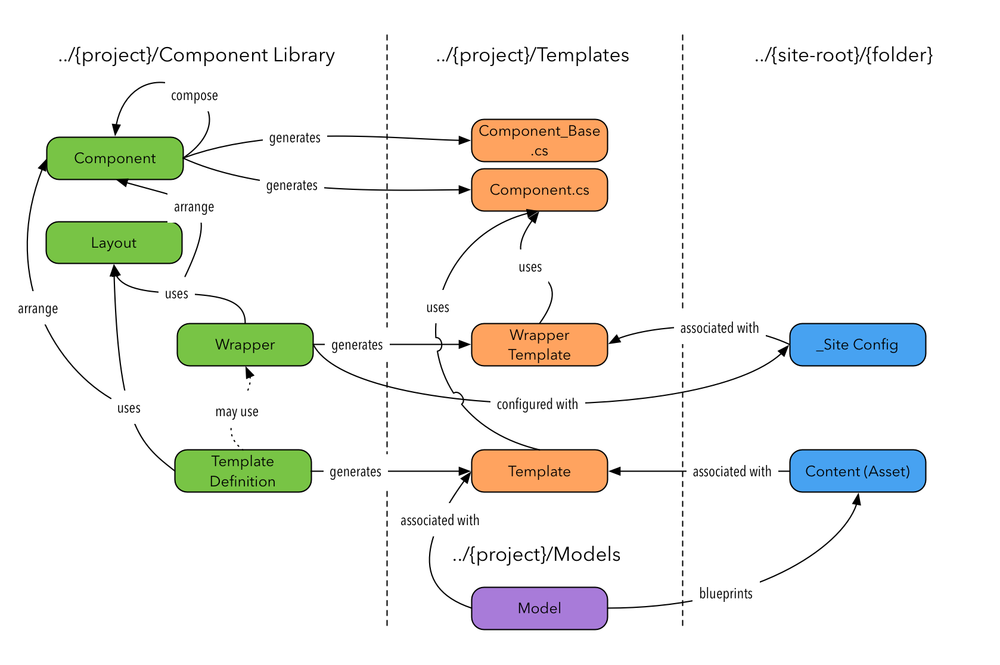 ../{project}/Component Library
../{project}/Templates
../{site-root}/{folder}
compose
Component
generates
Component_Base
.cs
generates
Component.cs
arrange
Layout
uses
uses
arrange
uses
Wrapper
generates
Wrapper
Template
associated with
_Site Config
uses
may use
configured with
Template
Definition
generates
Template
associated with
Content (Asset)
associated with
../{project}/Models
Model
blueprints